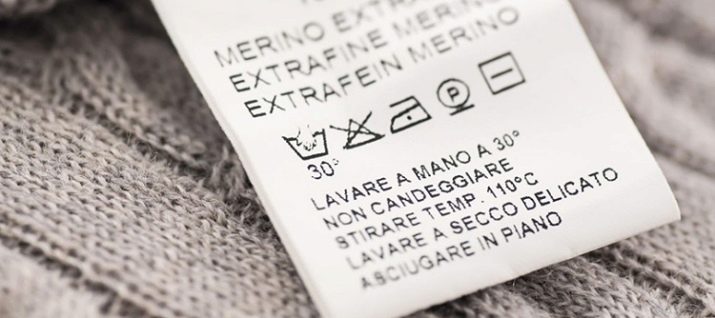 MERINO EXTRA
EXTRAFINE MERINO
EXTRAFEIN MERINO
P
30°
LAVARE A MANO A 30°
NON CANDEGGIARE
STIRARE TEMP. 110°C
LAVARE A SECCO DELICATO
ASCIUGARE IN PIANO